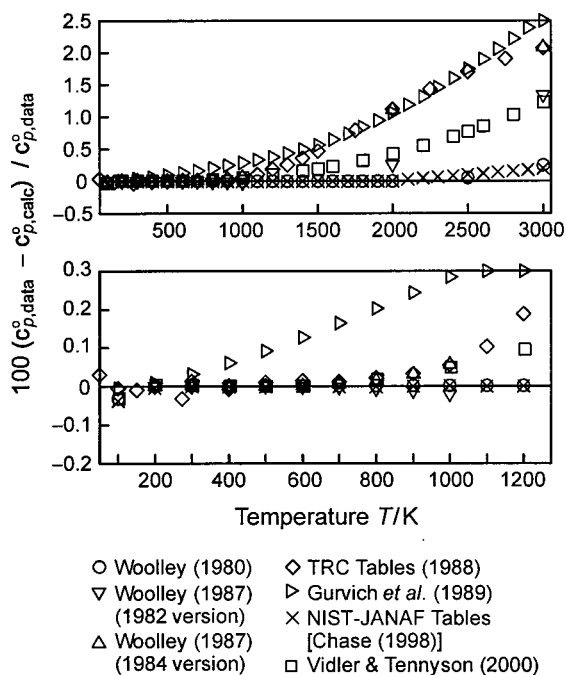 100 (c°p,data − c°p,calc) / c°p,data
2.5
2.0
1.5
1.0
0.5
0.0
−0.5
500 1000 1500 2000 2500 3000
0.3
0.2
0.1
0
−0.1
−0.2
200 400 600 800 1000 1200
Temperature T/K
Woolley (1980)
Woolley (1987)
(1982 version)
Woolley (1987)
(1984 version)
TRC Tables (1988)
Gurvich et al. (1989)
NIST-JANAF Tables
[Chase (1998)]
Vidler & Tennyson (2000)